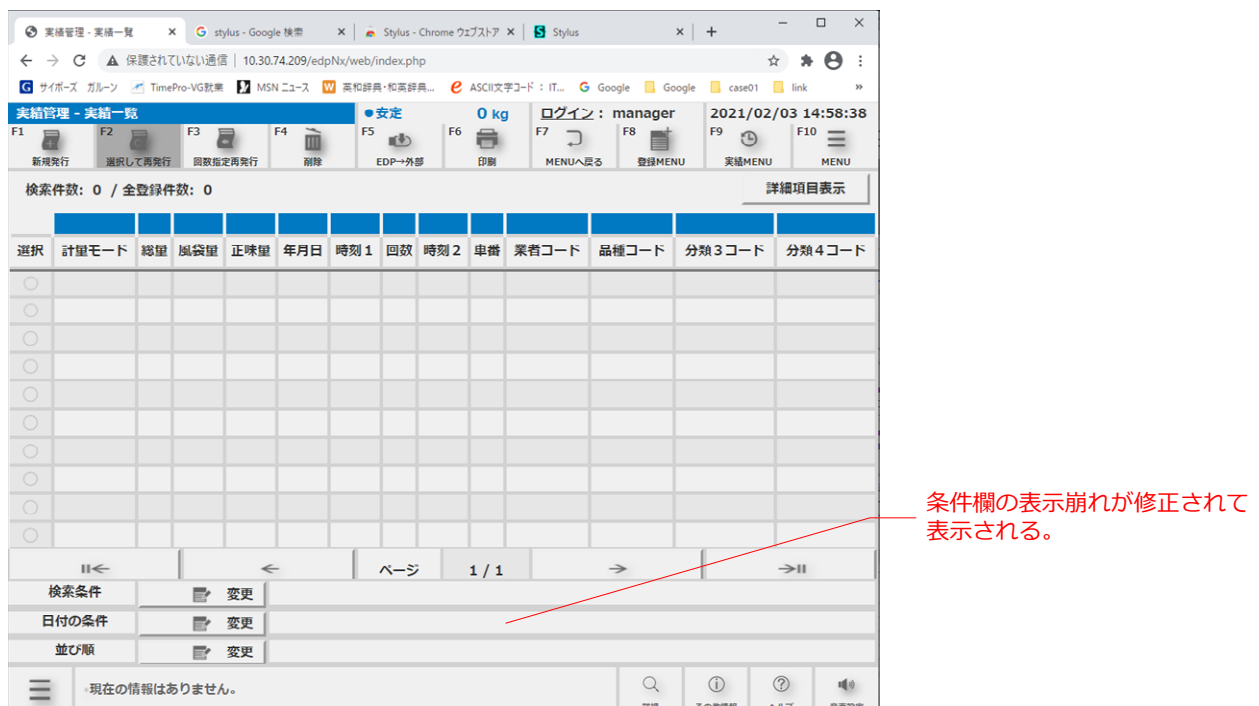 実績管理 - 実績一覧
stylus - Google 検索
Stylus - Chrome ウェブストア
Stylus
保護されていない通信 | 10.30.74.209/edpNx/web/index.php
サイボーズ ガルーン TimePro-VG就業 MSN ニュース 英和辞典・和英辞典... ASCII文字コード : IT... Google Google case01 link »
実績管理 - 実績一覧 ●安定 0 kg ログイン : manager 2021/02/03 14:58:38
F1 F2 F3 F4 F5 F6 F7 F8 F9 F10
新規発行 選択して再発行 回数指定再発行 削除 EDP→外部 印刷 MENUへ戻る 登録MENU 実績MENU MENU
検索件数: 0 / 全登録件数: 0 詳細項目表示
選択 計量モード 総量 風袋量 正味量 年月日 時刻1 回数 時刻2 車番 業者コード 品種コード 分類3コード 分類4コード
ページ 1 / 1
検索条件 変更
日付の条件 変更
並び順 変更
現在の情報はありません。
条件欄の表示崩れが修正されて
表示される。